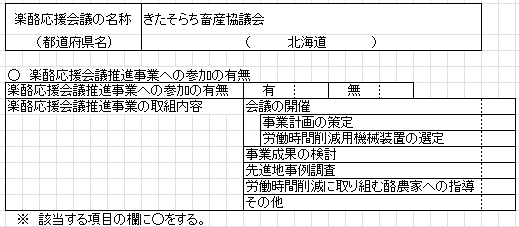 楽酪応援会議の名称 きたそらち畜産協議会
（都道府県名） （ 北海道 ）
○ 楽酪応援会議推進事業への参加の有無
楽酪応援会議推進事業への参加の有無 有 無
楽酪応援会議推進事業の取組内容 会議の開催
事業計画の策定
労働時間削減用機械装置の選定
事業成果の検討
先進地事例調査
労働時間削減に取り組む酪農家への指導
その他
※ 該当する項目の欄に○をする。